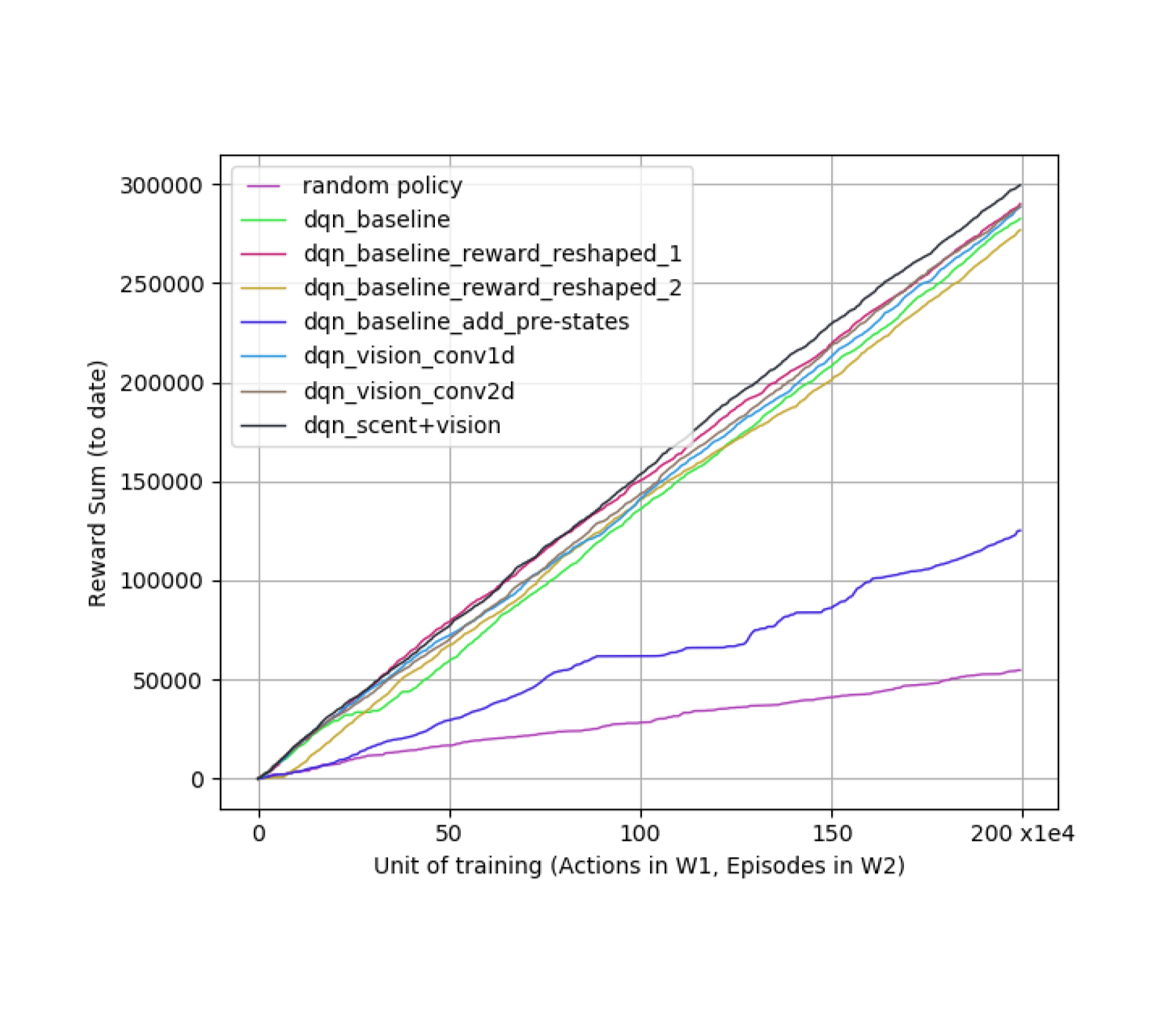 300000
250000
200000
150000
100000
50000
0
Reward Sum (to date)
random policy
dqn_baseline
dqn_baseline_reward_reshaped_1
dqn_baseline_reward_reshaped_2
dqn_baseline_add_pre-states
dqn_vision_conv1d
dqn_vision_conv2d
dqn_scent+vision
0 50 100 150 200 x1e4
Unit of training (Actions in W1, Episodes in W2)